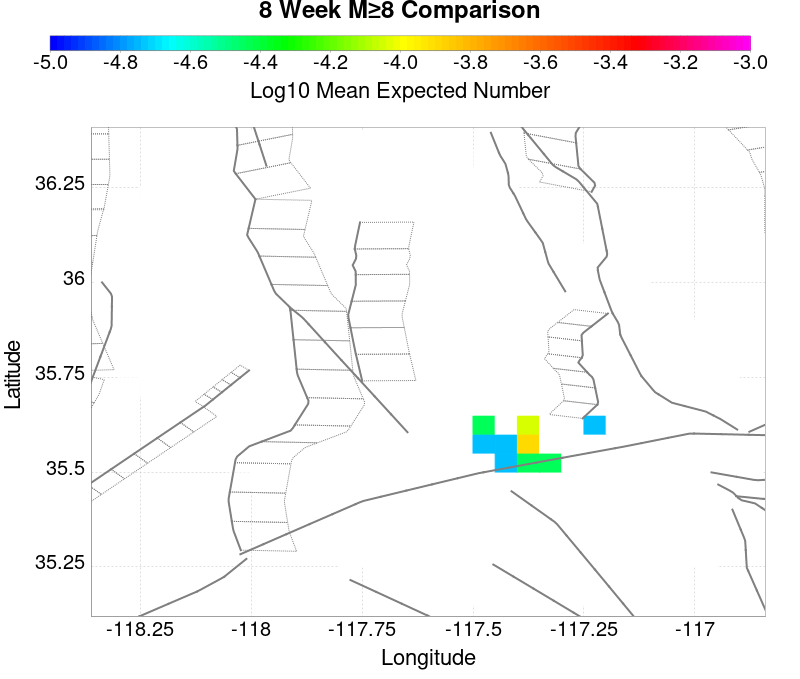 8 Week M≥8 Comparison
-5.0 -4.8 -4.6 -4.4 -4.2 -4.0 -3.8 -3.6 -3.4 -3.2 -3.0
Log10 Mean Expected Number
36.25
36
35.75
35.5
35.25
Latitude
-118.25 -118 -117.75 -117.5 -117.25 -117
Longitude